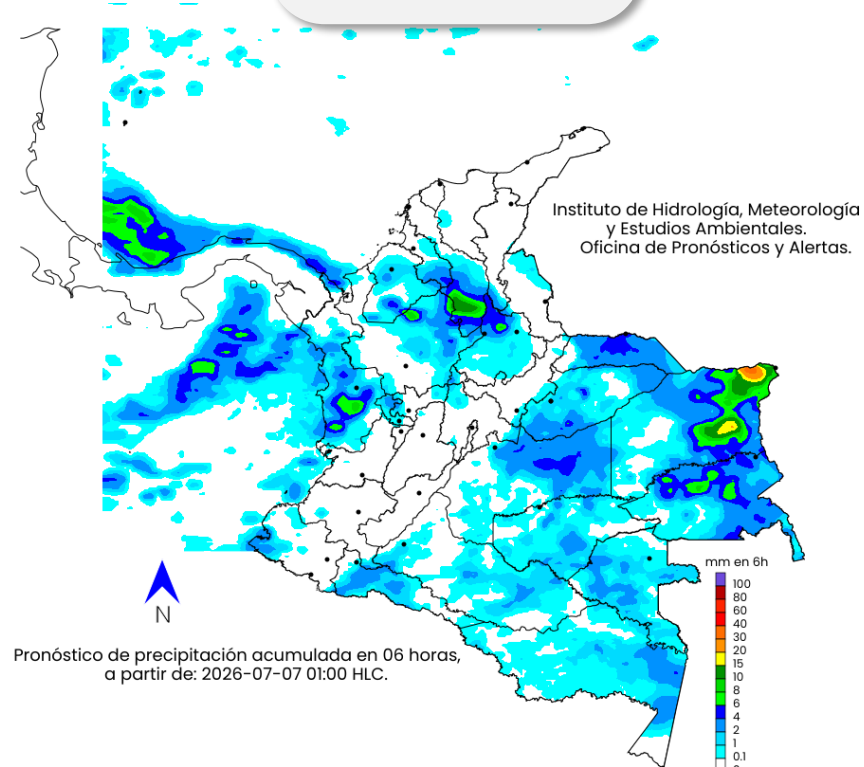 Instituto de Hidrología, Meteorología
y Estudios Ambientales.
Oficina de Pronósticos y Alertas.
mm en 6h
100
80
60
40
30
20
15
10
8
6
4
2
1
0.1
N
Pronóstico de precipitación acumulada en 06 horas,
a partir de: 2026-07-07 01:00 HLC.